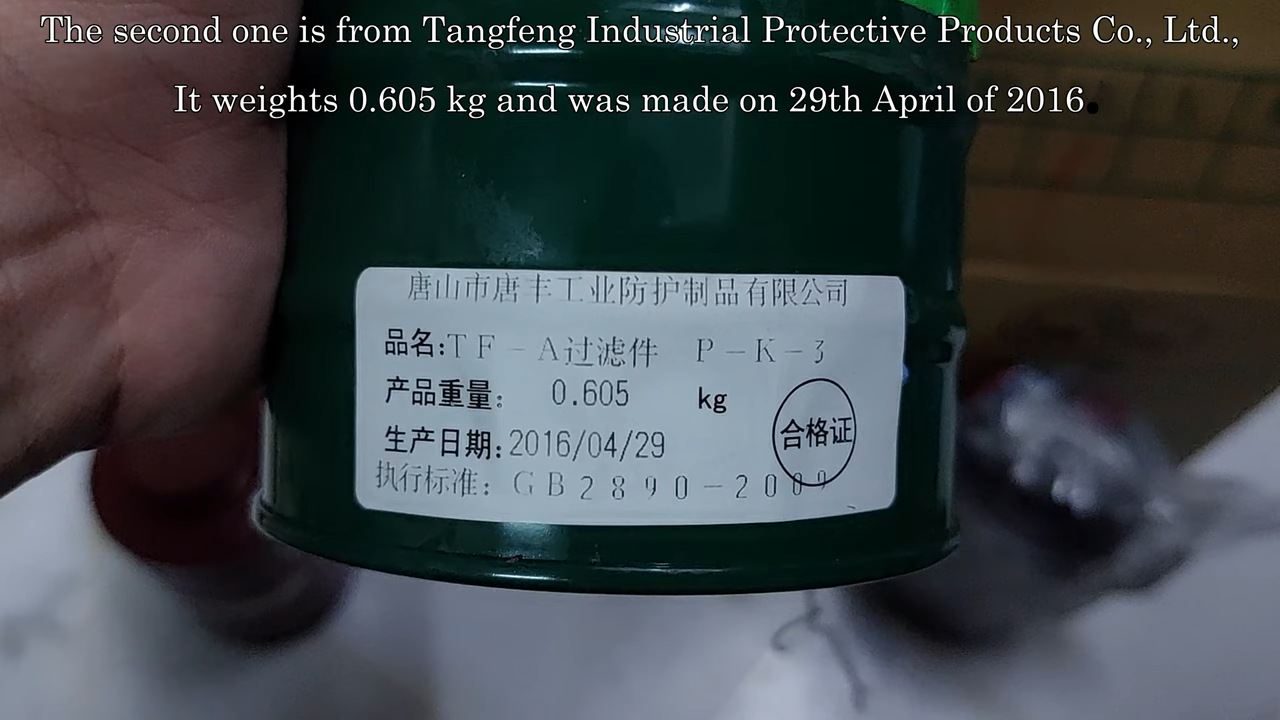 The second one is from Tangfeng Industrial Protective Products Co., Ltd.,
It weights 0.605 kg and was made on 29th April of 2016.
唐山市唐丰工业防护制品有限公司
品名:TF-A过滤件 P-K-3
产品重量: 0.605 kg
合格证
生产日期:2016/04/29
执行标准: GB2890-2009